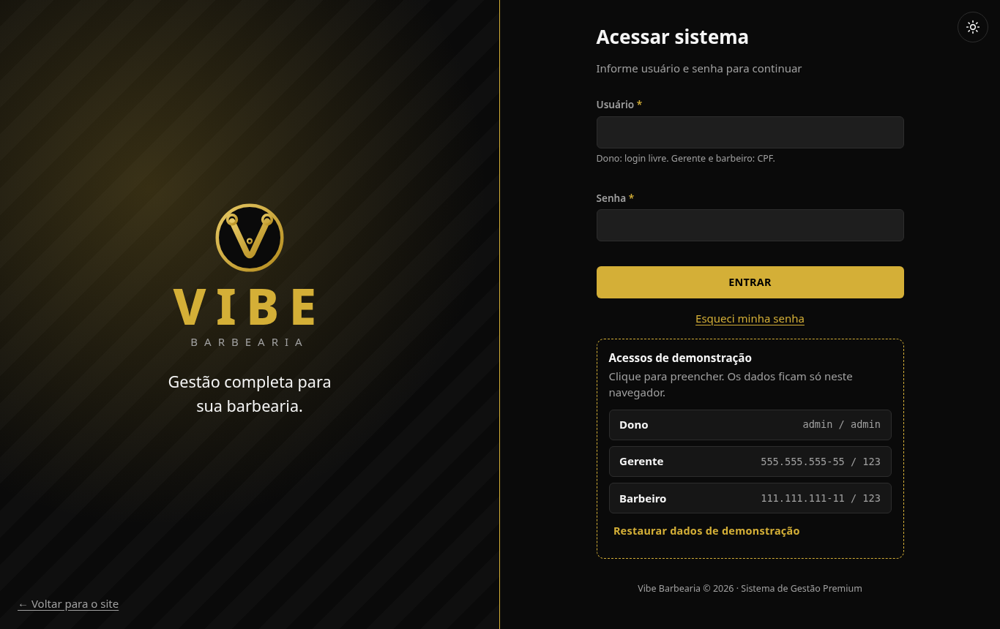 VIBE
BARBEARIA
Gestão completa para
sua barbearia.
← Voltar para o site
Acessar sistema
Informe usuário e senha para continuar
Usuário *
Dono: login livre. Gerente e barbeiro: CPF.
Senha *
ENTRAR
Esqueci minha senha
Acessos de demonstração
Clique para preencher. Os dados ficam só neste
navegador.
Dono admin / admin
Gerente 555.555.555-55 / 123
Barbeiro 111.111.111-11 / 123
Restaurar dados de demonstração
Vibe Barbearia © 2026 · Sistema de Gestão Premium